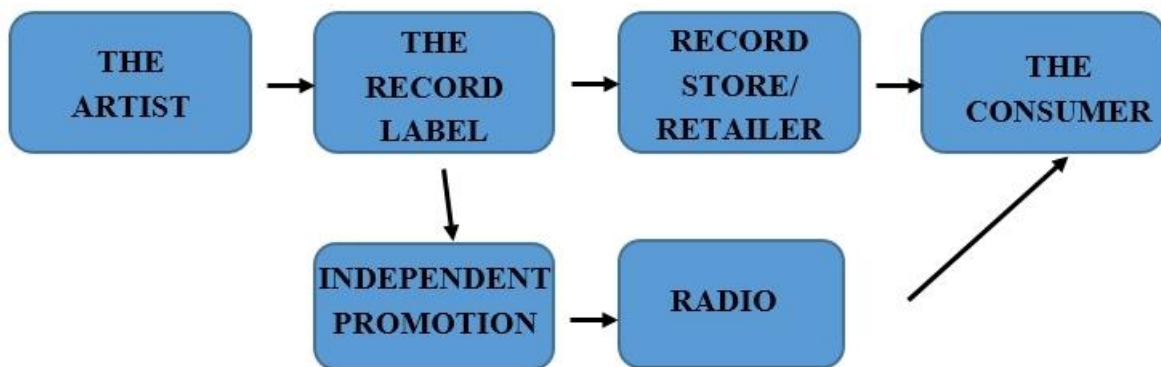 THE
ARTIST
THE
RECORD
LABEL
RECORD
STORE/
RETAILER
THE
CONSUMER
INDEPENDENT
PROMOTION
RADIO